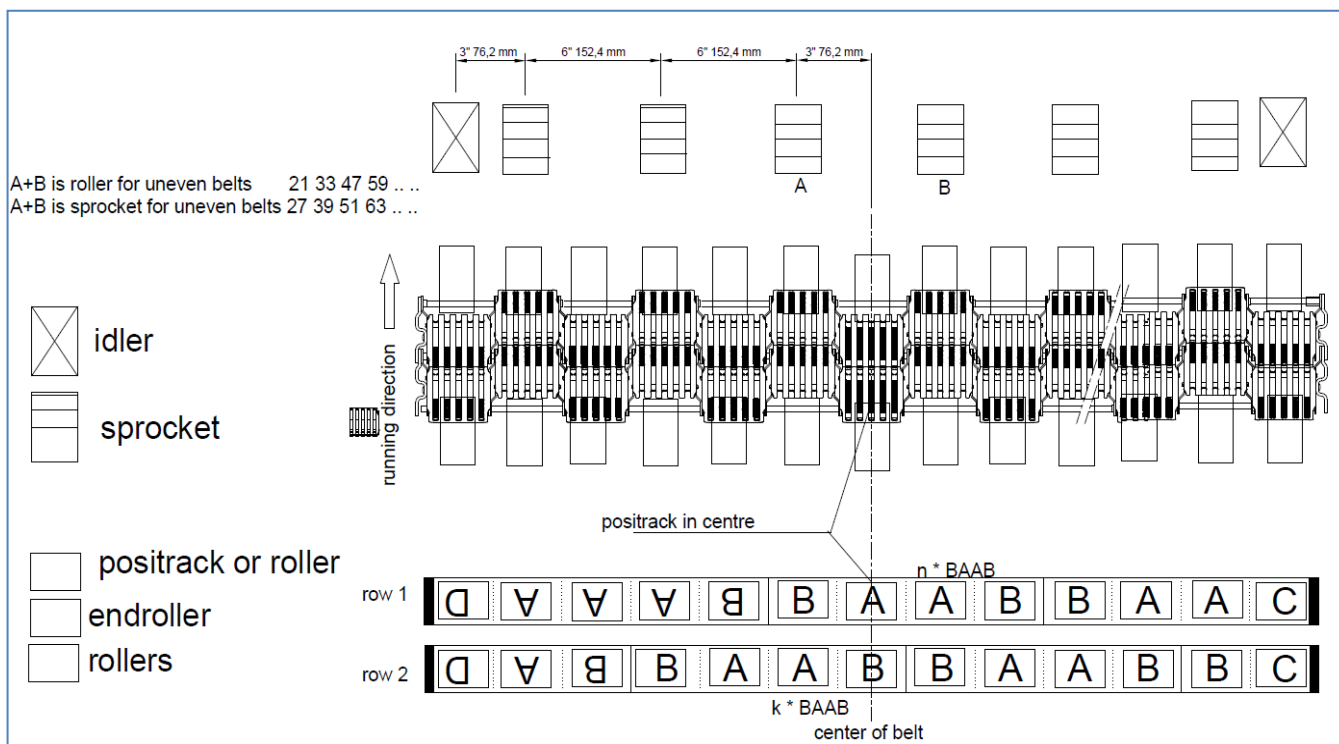 3" 76,2 mm
6" 152,4 mm
6" 152,4 mm
3" 76,2 mm
A+B is roller for uneven belts 21 33 47 59 .. ..
A+B is sprocket for uneven belts 27 39 51 63 .. ..
A
B
running direction
idler
sprocket
positrack in centre
positrack or roller
endroller
rollers
n * BAAB
row 1
D A A A B B A A B B A A C
row 2
D A B B A A B B A A B B C
k * BAAB
center of belt